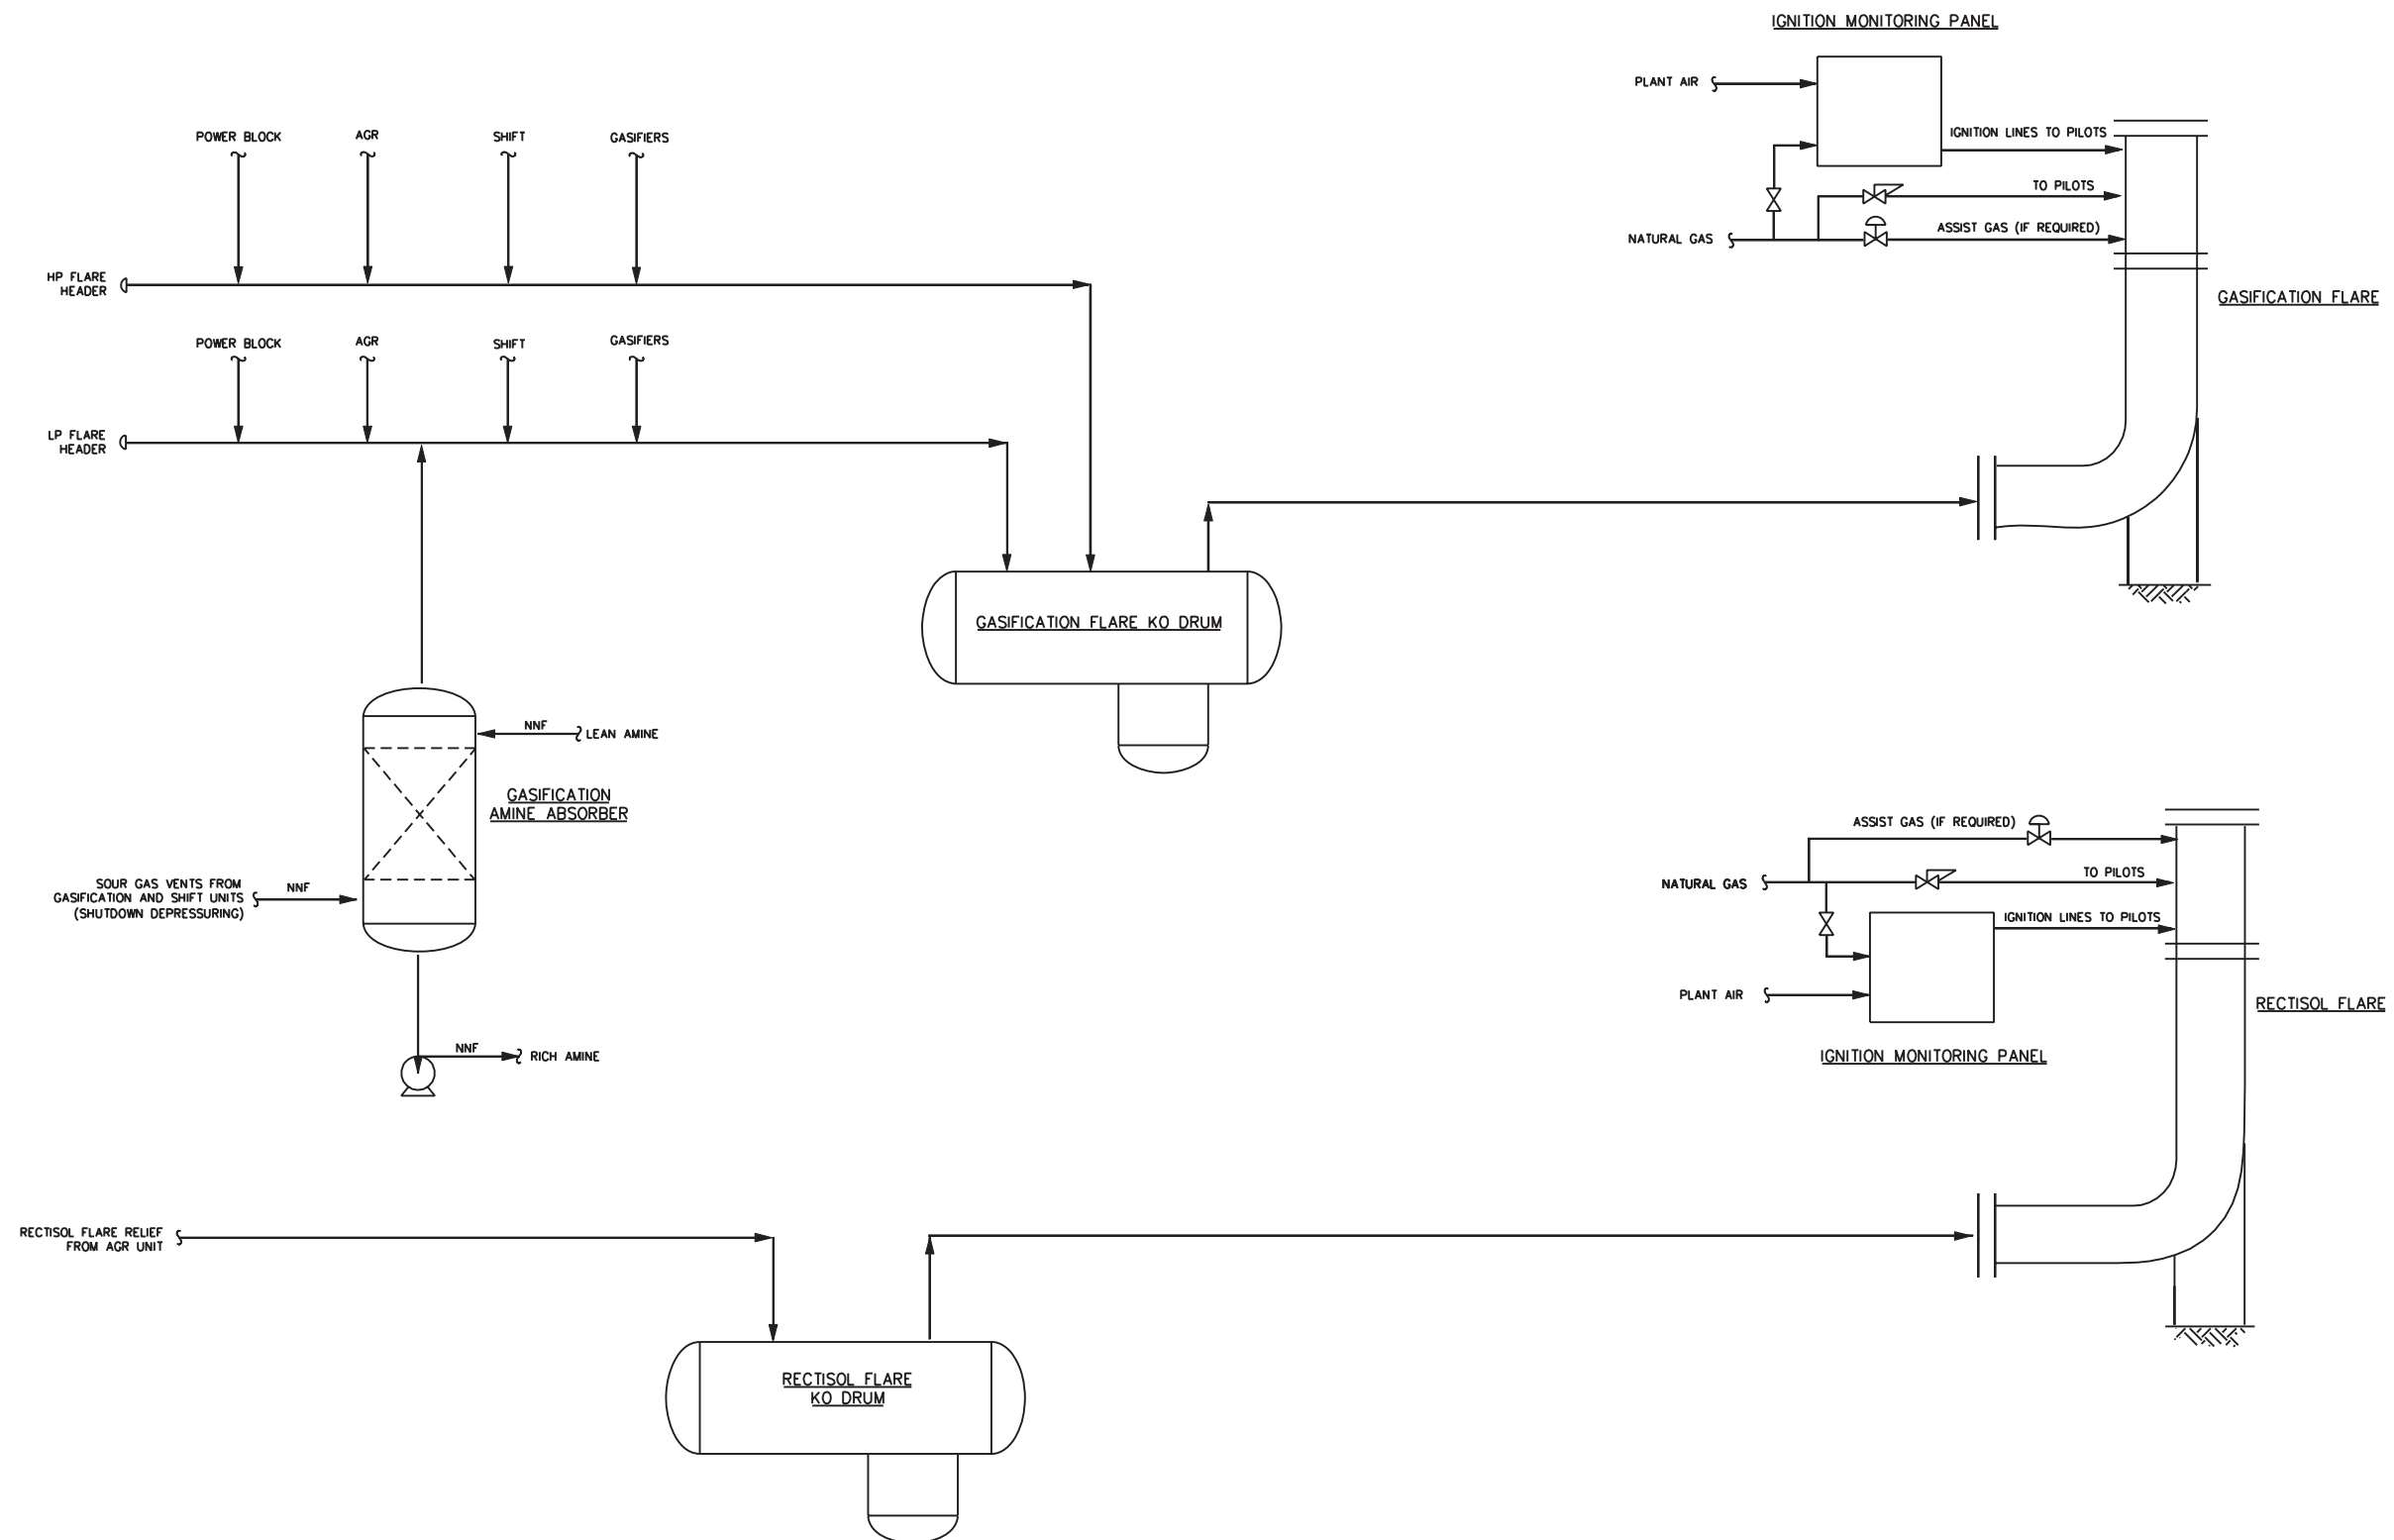 IGNITION MONITORING PANEL
PLANT AIR
IGNITION LINES TO PILOTS
TO PILOTS
NATURAL GAS
ASSIST GAS (IF REQUIRED)
GASIFICATION FLARE
POWER BLOCK
AGR
SHIFT
GASIFIERS
HP FLARE
HEADER
POWER BLOCK
AGR
SHIFT
GASIFIERS
LP FLARE
HEADER
GASIFICATION FLARE KO DRUM
NNF
LEAN AMINE
GASIFICATION
AMINE ABSORBER
SOUR GAS VENTS FROM
GASIFICATION AND SHIFT UNITS
(SHUTDOWN DEPRESSURING)
NNF
NNF
RICH AMINE
ASSIST GAS (IF REQUIRED)
TO PILOTS
NATURAL GAS
IGNITION LINES TO PILOTS
PLANT AIR
RECTISOL FLARE
IGNITION MONITORING PANEL
RECTISOL FLARE RELIEF
FROM AGR UNIT
RECTISOL FLARE
KO DRUM